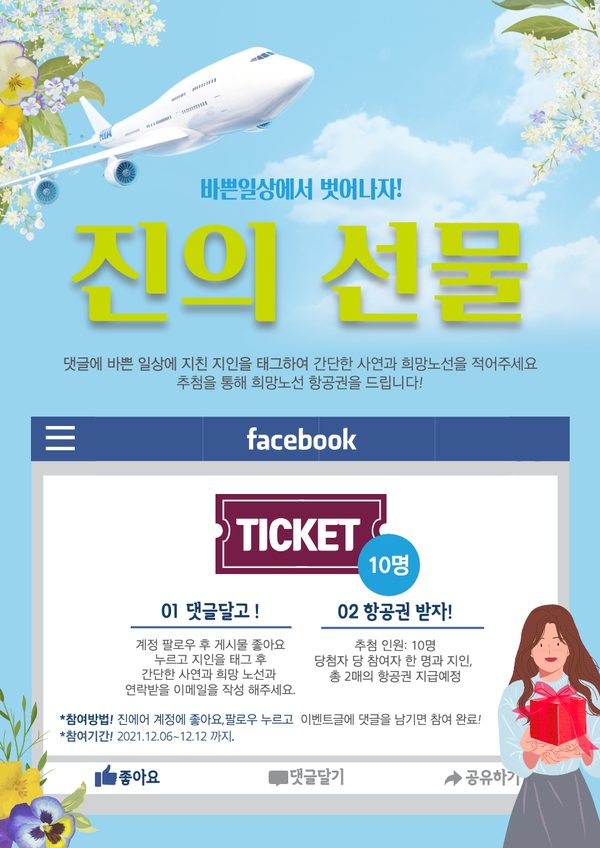 바쁜일상에서 벗어나자!
진의 선물
댓글에 바쁜 일상에 지친 지인을 태그하여 간단한 사연과 희망노선을 적어주세요
추첨을 통해 희망노선 항공권을 드립니다!
facebook
TICKET
10명
01 댓글달고 !
계정 팔로우 후 게시물 좋아요
누르고 지인을 태그 후
간단한 사연과 희망 노선과
연락받을 이메일을 작성 해주세요.
02 항공권 받자!
추첨 인원: 10명
당첨자 당 참여자 한 명과 지인,
총 2매의 항공권 지급예정
*참여방법! 진에어 계정에 좋아요,팔로우 누르고 이벤트글에 댓글을 남기면 참여 완료!
*참여기간! 2021.12.06~12.12 까지.
좋아요
댓글달기
공유하기